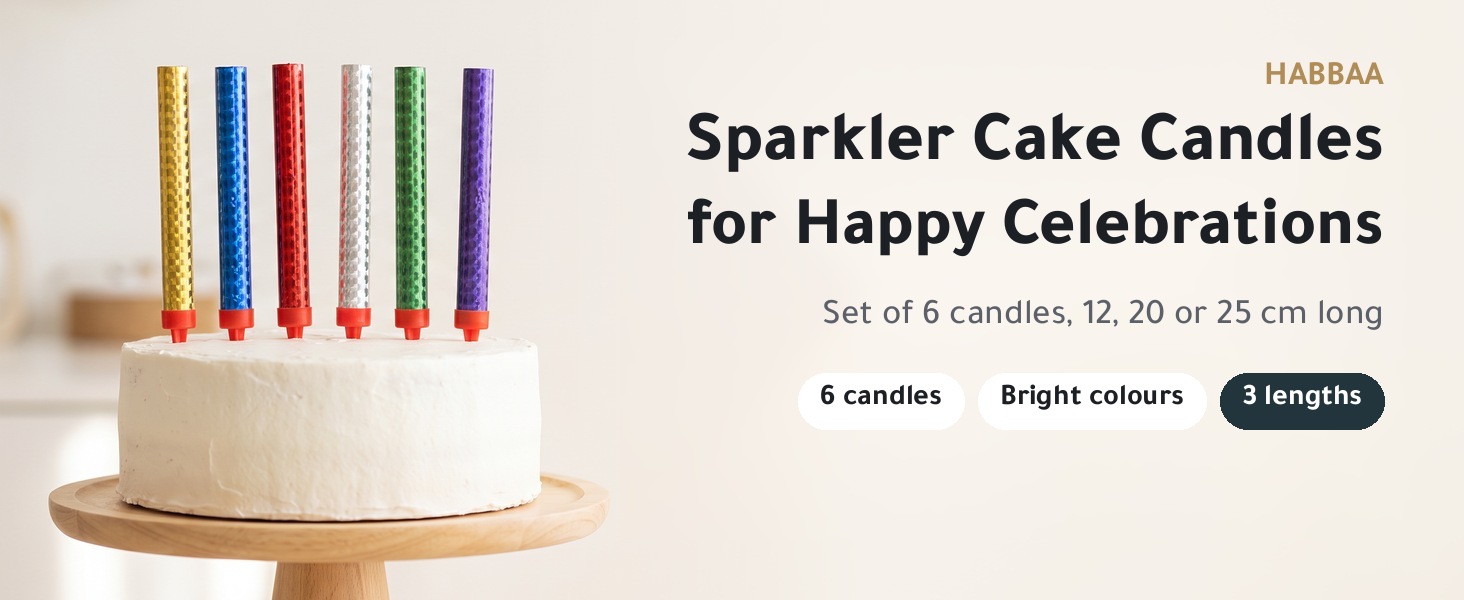 HABBAA
Sparkler Cake Candles
for Happy Celebrations
Set of 6 candles, 12, 20 or 25 cm long
6 candles
Bright colours
3 lengths